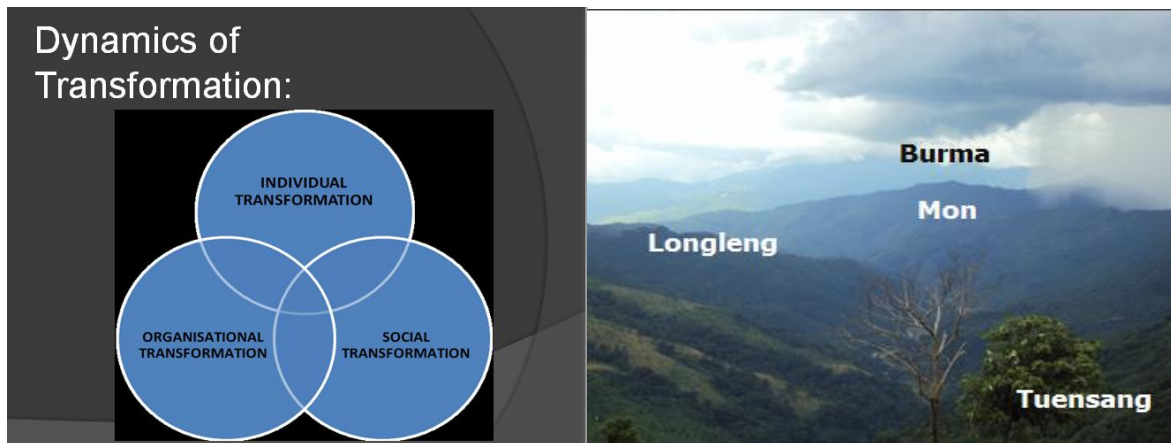 Dynamics of
Transformation:
INDIVIDUAL
TRANSFORMATION
ORGANISATIONAL
TRANSFORMATION
SOCIAL
TRANSFORMATION
Burma
Mon
Longleng
Tuensang